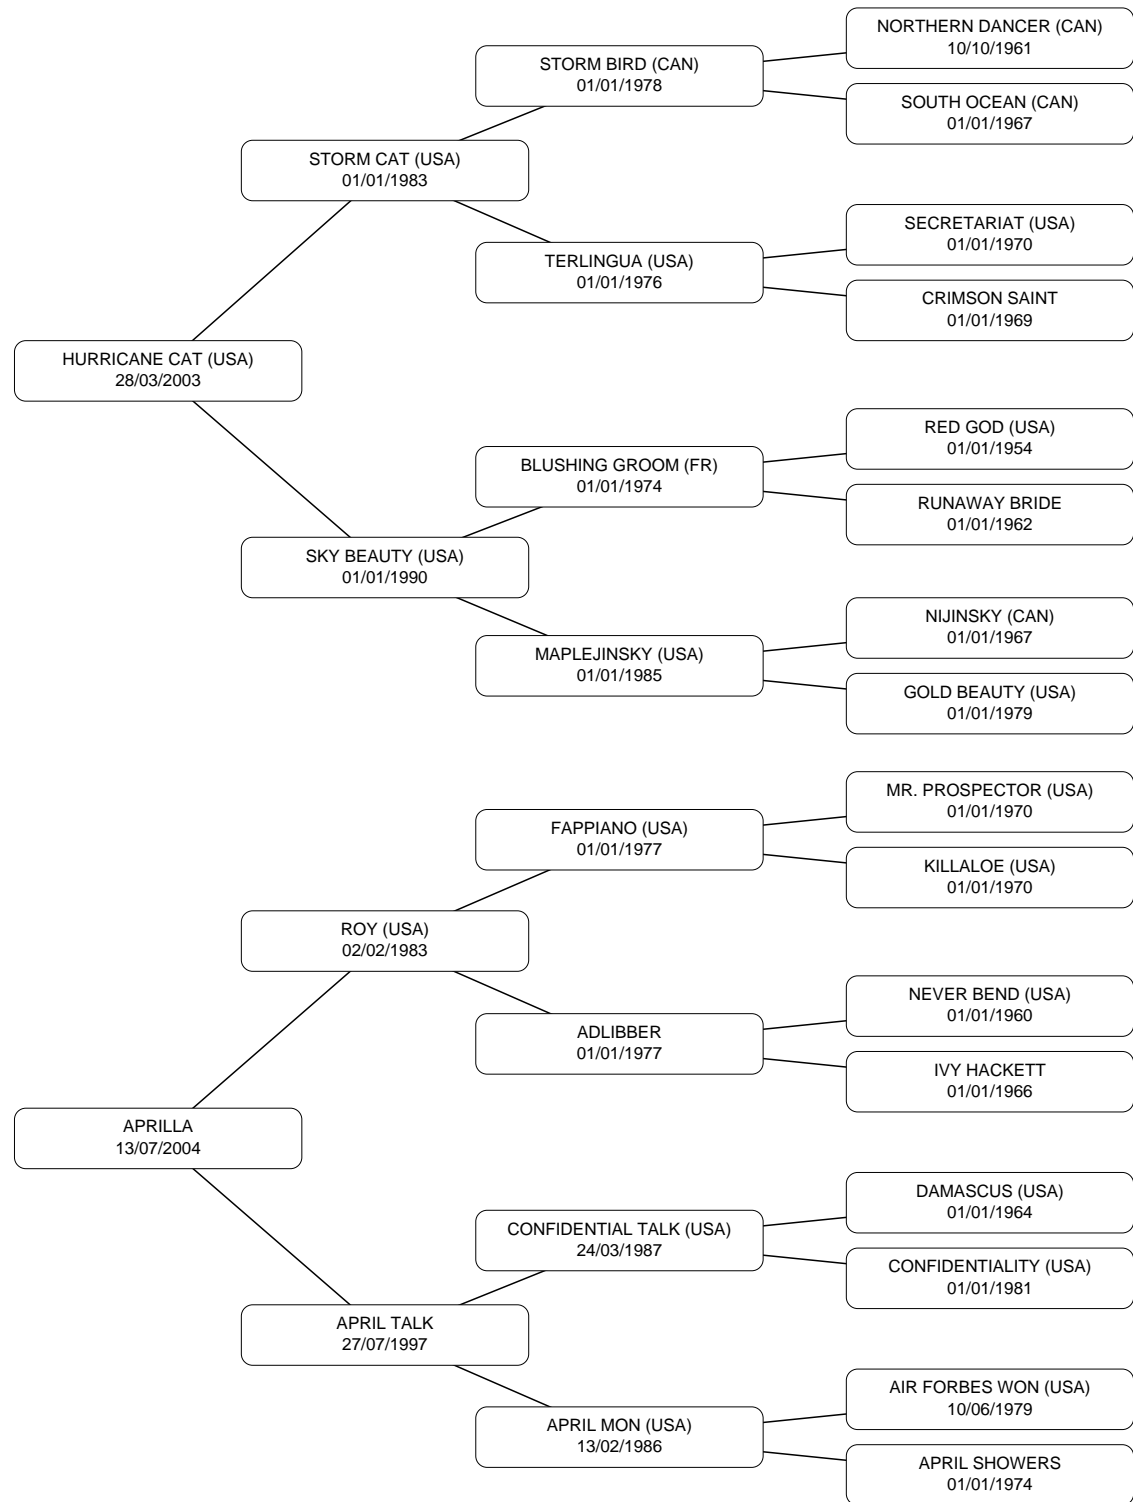 NORTHERN DANCER (CAN)
10/10/1961
STORM BIRD (CAN)
01/01/1978
SOUTH OCEAN (CAN)
01/01/1967
STORM CAT (USA)
01/01/1983
SECRETARIAT (USA)
01/01/1970
TERLINGUA (USA)
01/01/1976
CRIMSON SAINT
01/01/1969
HURRICANE CAT (USA)
28/03/2003
RED GOD (USA)
01/01/1954
BLUSHING GROOM (FR)
01/01/1974
RUNAWAY BRIDE
01/01/1962
SKY BEAUTY (USA)
01/01/1990
NIJINSKY (CAN)
01/01/1967
MAPLEJINSKY (USA)
01/01/1985
GOLD BEAUTY (USA)
01/01/1979
MR. PROSPECTOR (USA)
01/01/1970
FAPPIANO (USA)
01/01/1977
KILLALOE (USA)
01/01/1970
ROY (USA)
02/02/1983
NEVER BEND (USA)
01/01/1960
ADLIBBER
01/01/1977
IVY HACKETT
01/01/1966
APRILLA
13/07/2004
DAMASCUS (USA)
01/01/1964
CONFIDENTIAL TALK (USA)
24/03/1987
CONFIDENTIALITY (USA)
01/01/1981
APRIL TALK
27/07/1997
AIR FORBES WON (USA)
10/06/1979
APRIL MON (USA)
13/02/1986
APRIL SHOWERS
01/01/1974